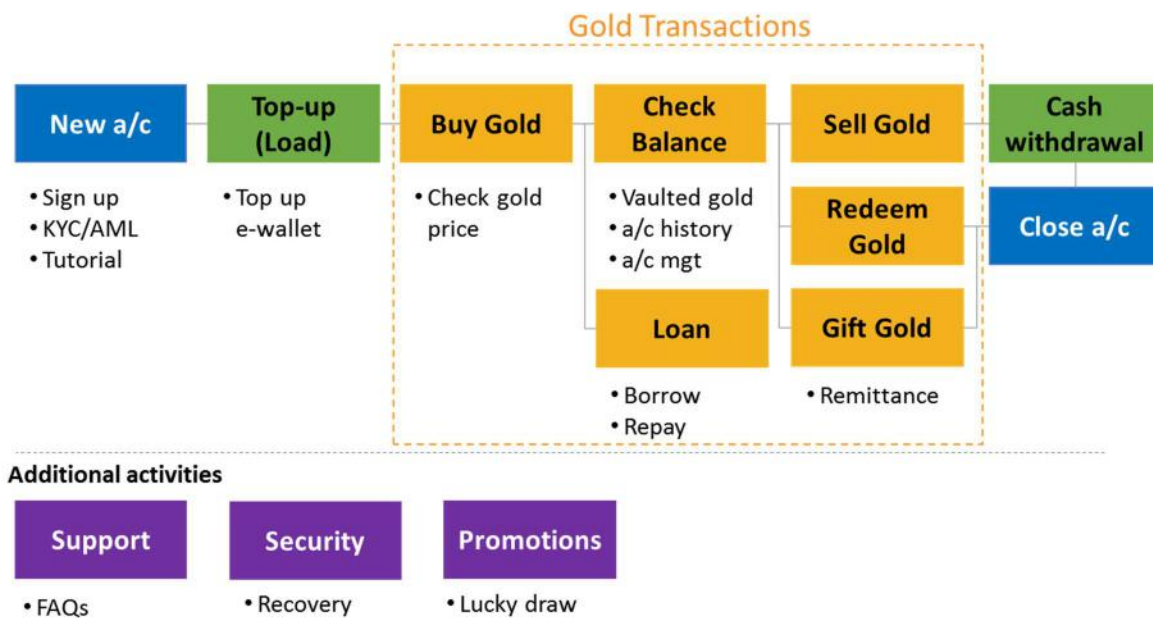 Gold Transactions
New a/c
• Sign up
• KYC/AML
• Tutorial
Top-up
(Load)
• Top up
e-wallet
Buy Gold
• Check gold
price
Check
Balance
• Vaulted gold
• a/c history
• a/c mgt
Loan
• Borrow
• Repay
Sell Gold
Redeem
Gold
Gift Gold
• Remittance
Cash
withdrawal
Close a/c
Additional activities
Support
• FAQs
Security
• Recovery
Promotions
• Lucky draw